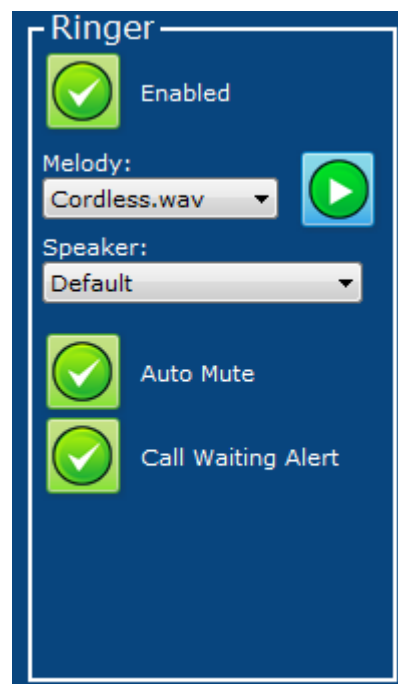 Ringer
Enabled
Melody:
Cordless.wav
Speaker:
Default
Auto Mute
Call Waiting Alert